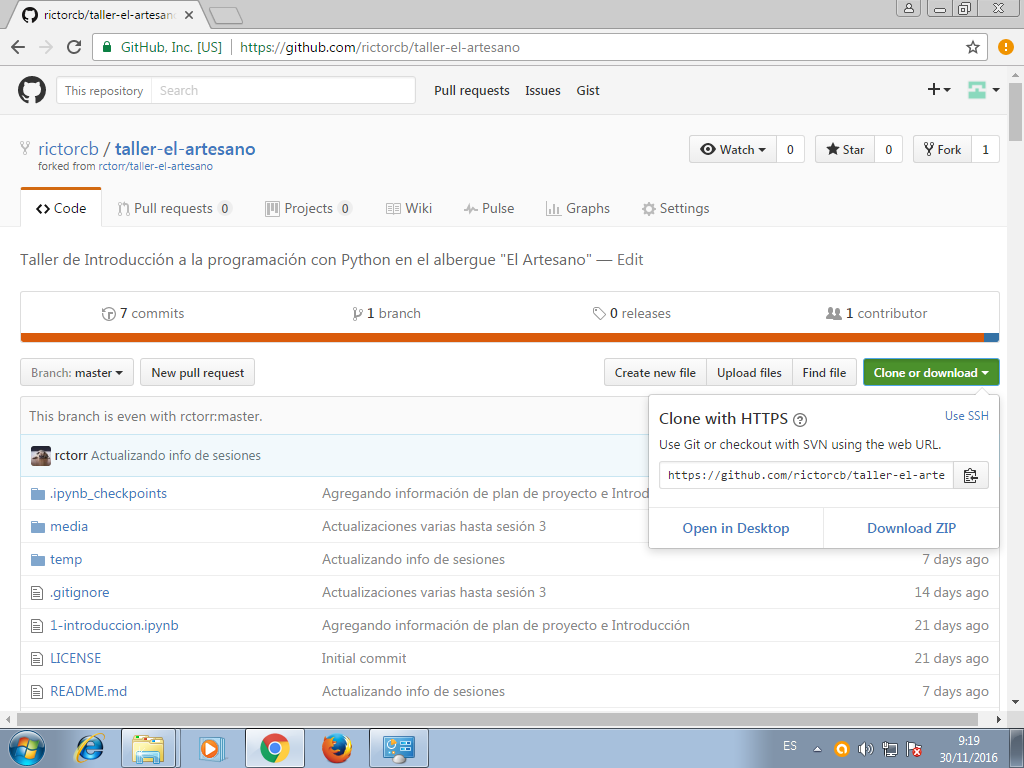 rictorcb/taller-el-artesano
GitHub, Inc. [US] https://github.com/rictorcb/taller-el-artesano
This repository Search Pull requests Issues Gist
rictorcb / taller-el-artesano Watch 0 Star 0 Fork 1
forked from rctorr/taller-el-artesano
Code Pull requests 0 Projects 0 Wiki Pulse Graphs Settings
Taller de Introducción a la programación con Python en el albergue "El Artesano" — Edit
7 commits 1 branch 0 releases 1 contributor
Branch: master New pull request Create new file Upload files Find file Clone or download
This branch is even with rctorr:master.
Clone with HTTPS ? Use SSH
Use Git or checkout with SVN using the web URL.
https://github.com/rictorcb/taller-el-arte
Open in Desktop Download ZIP
rctorr Actualizando info de sesiones
.ipynb_checkpoints Agregando información de plan de proyecto e Introd
media Actualizaciones varias hasta sesión 3
temp Actualizando info de sesiones 7 days ago
.gitignore Actualizaciones varias hasta sesión 3 14 days ago
1-introduccion.ipynb Agregando información de plan de proyecto e Introducción 21 days ago
LICENSE Initial commit 21 days ago
README.md Actualizando info de sesiones 7 days ago
ES 9:19
30/11/2016